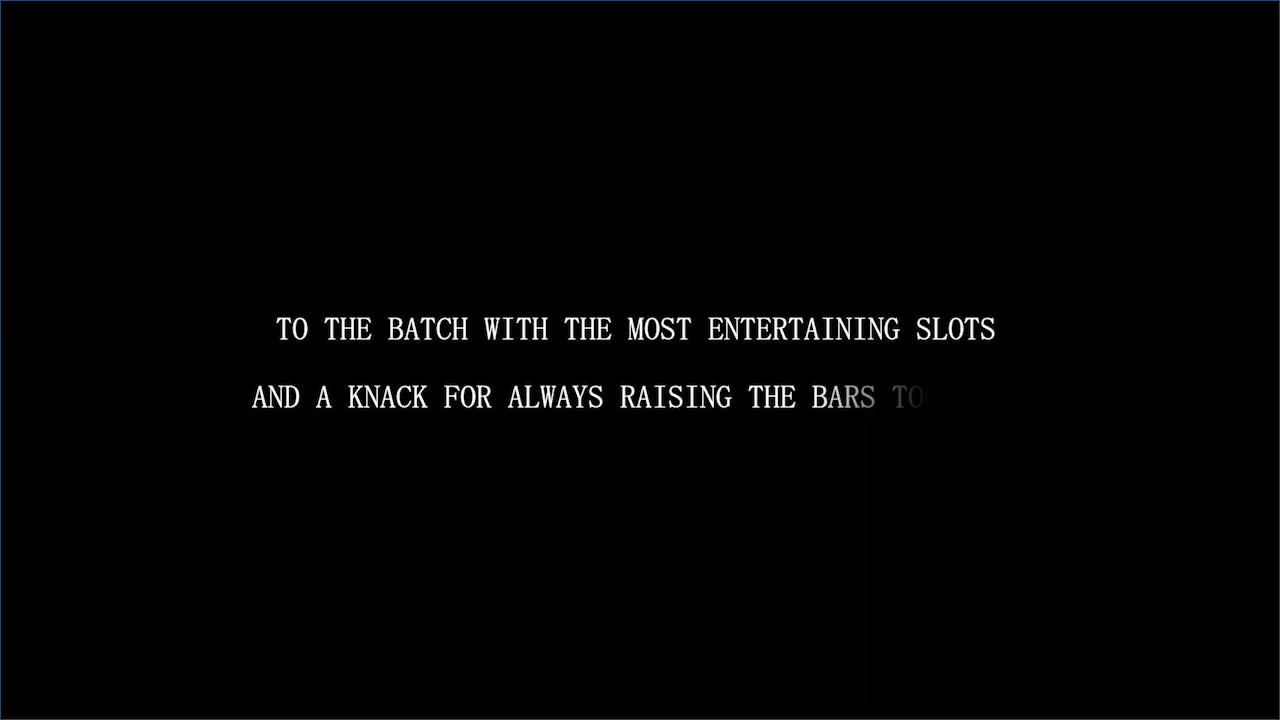 TO THE BATCH WITH THE MOST ENTERTAINING SLOTS
AND A KNACK FOR ALWAYS RAISING THE BARS